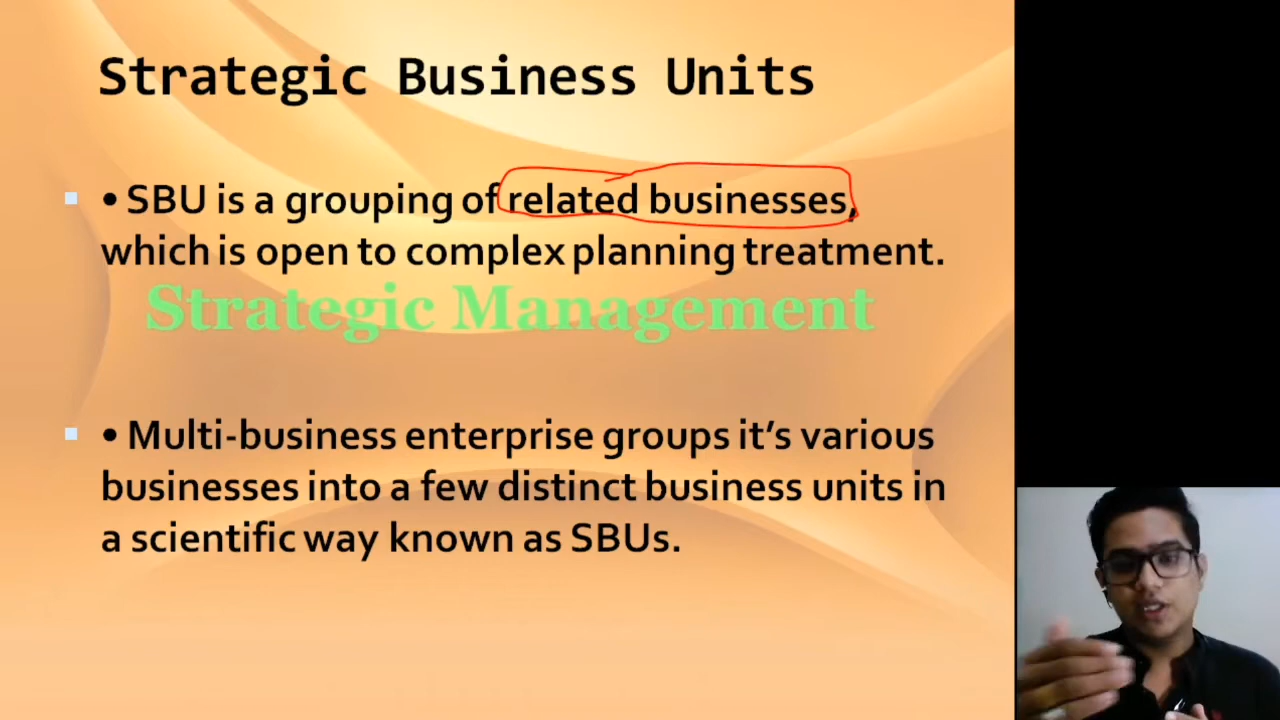 Strategic Business Units
• SBU is a grouping of related businesses,
which is open to complex planning treatment.
Strategic Management
• Multi-business enterprise groups it’s various
businesses into a few distinct business units in
a scientific way known as SBUs.